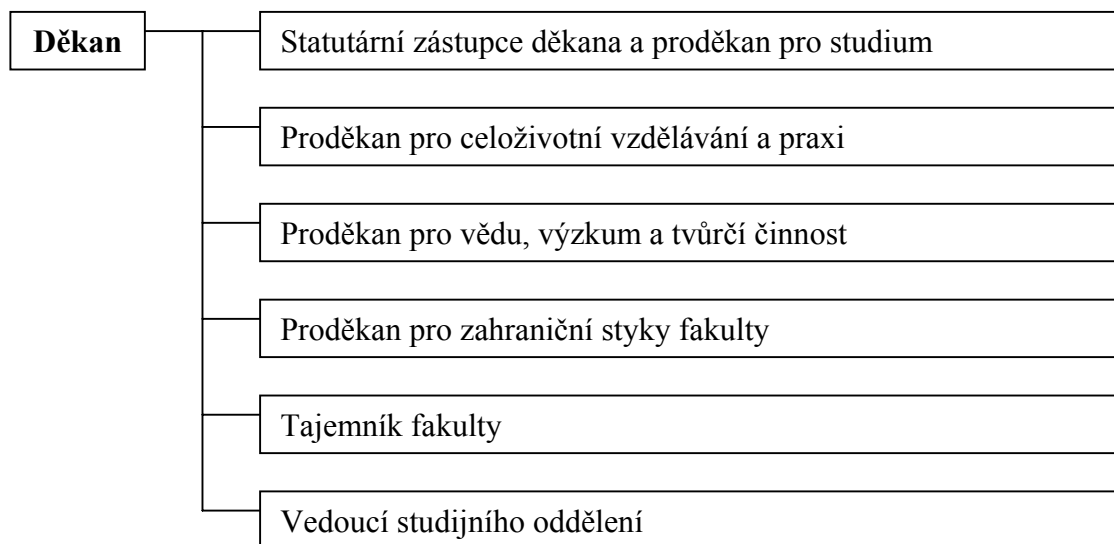 Děkan
Statutární zástupce děkana a proděkan pro studium
Proděkan pro celoživotní vzdělávání a praxi
Proděkan pro vědu, výzkum a tvůrčí činnost
Proděkan pro zahraniční styky fakulty
Tajemník fakulty
Vedoucí studijního oddělení